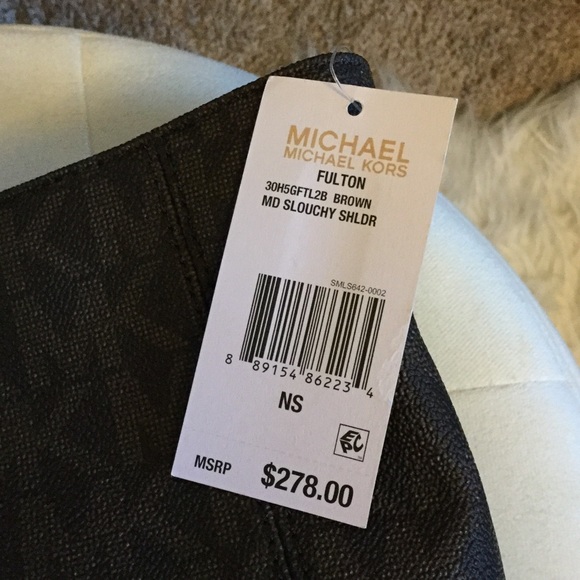 MICHAEL
MICHAEL KORS
FULTON
30H5GFTL2B BROWN
MD SLOUCHY SHLDR
SMLS642-0002
8 89154 86223 4
NS
EPC
MSRP $278.00